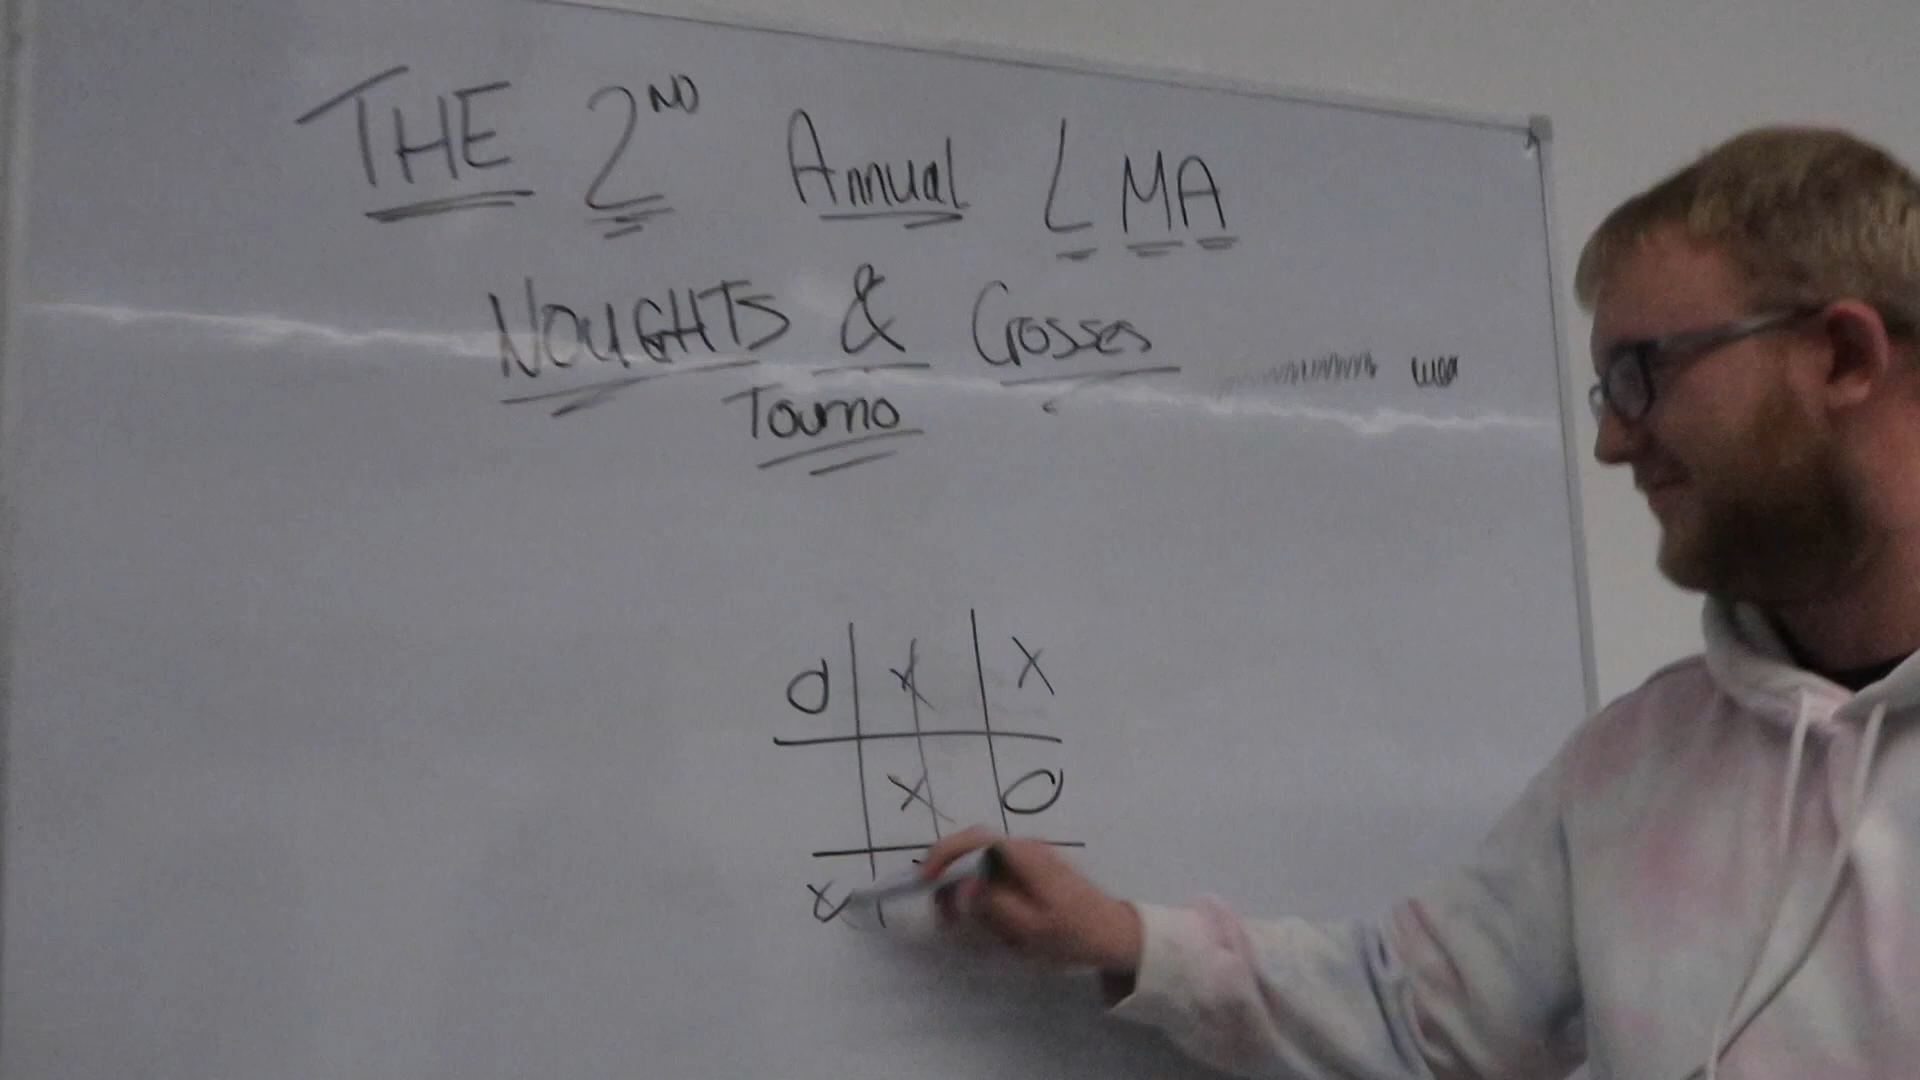 THE 2ND Annual LMA
NOUGHTS & Crosses
Tourno
O X X
X O
X